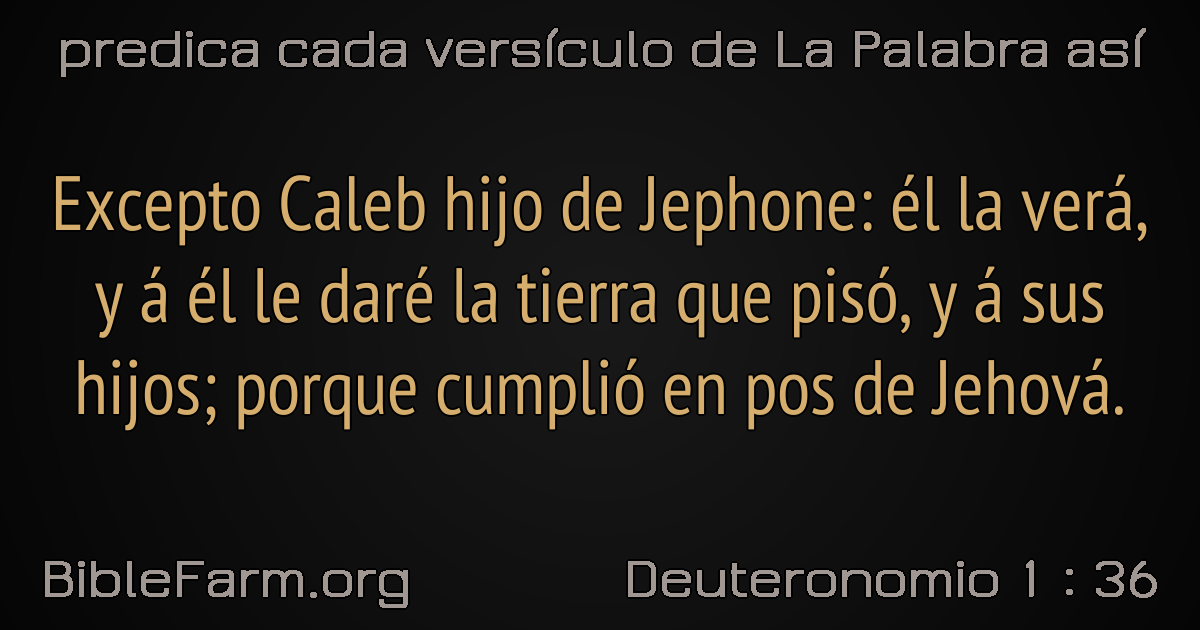 predica cada versículo de La Palabra así
Excepto Caleb hijo de Jephone: él la verá,
y á él le daré la tierra que pisó, y á sus
hijos; porque cumplió en pos de Jehová.
BibleFarm.org
Deuteronomio 1 : 36